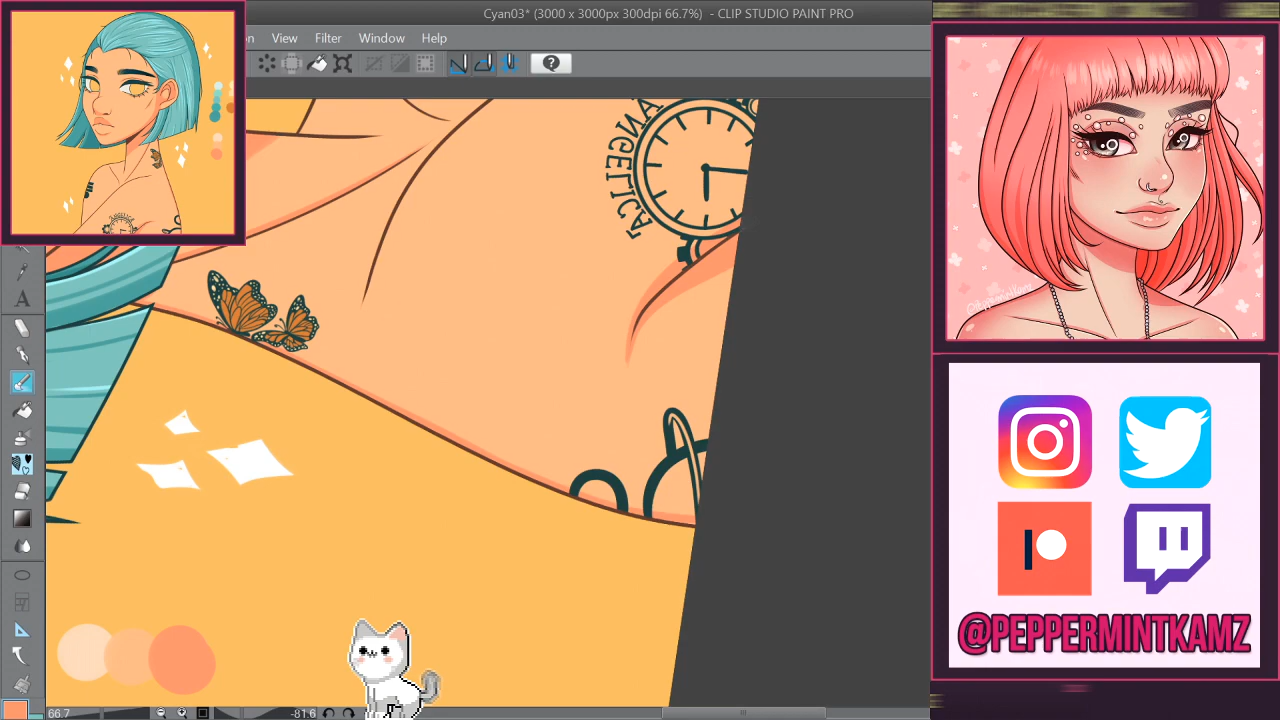 Cyan03* (3000 x 3000px 300dpi 66.7%) - CLIP STUDIO PAINT PRO
View Filter Window Help
ANGELICA
A
66.7
-81.6
@PeppermintKamz
@PEPPERMINTKAMZ